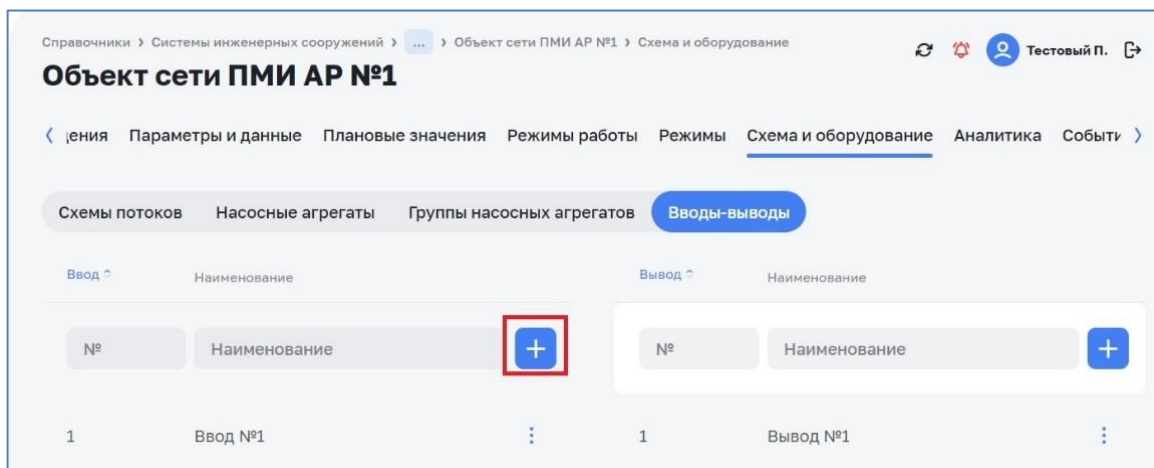 Справочники > Системы инженерных сооружений > ... > Объект сети ПМИ АР №1 > Схема и оборудование
Тестовый П.
Объект сети ПМИ АР №1
Параметры и данные Плановые значения Режимы работы Режимы Схема и оборудование Аналитика
Схемы потоков Насосные агрегаты Группы насосных агрегатов Вводы-выводы
Ввод Наименование Вывод Наименование
№ Наименование + № Наименование +
1 Ввод №1 1 Вывод №1